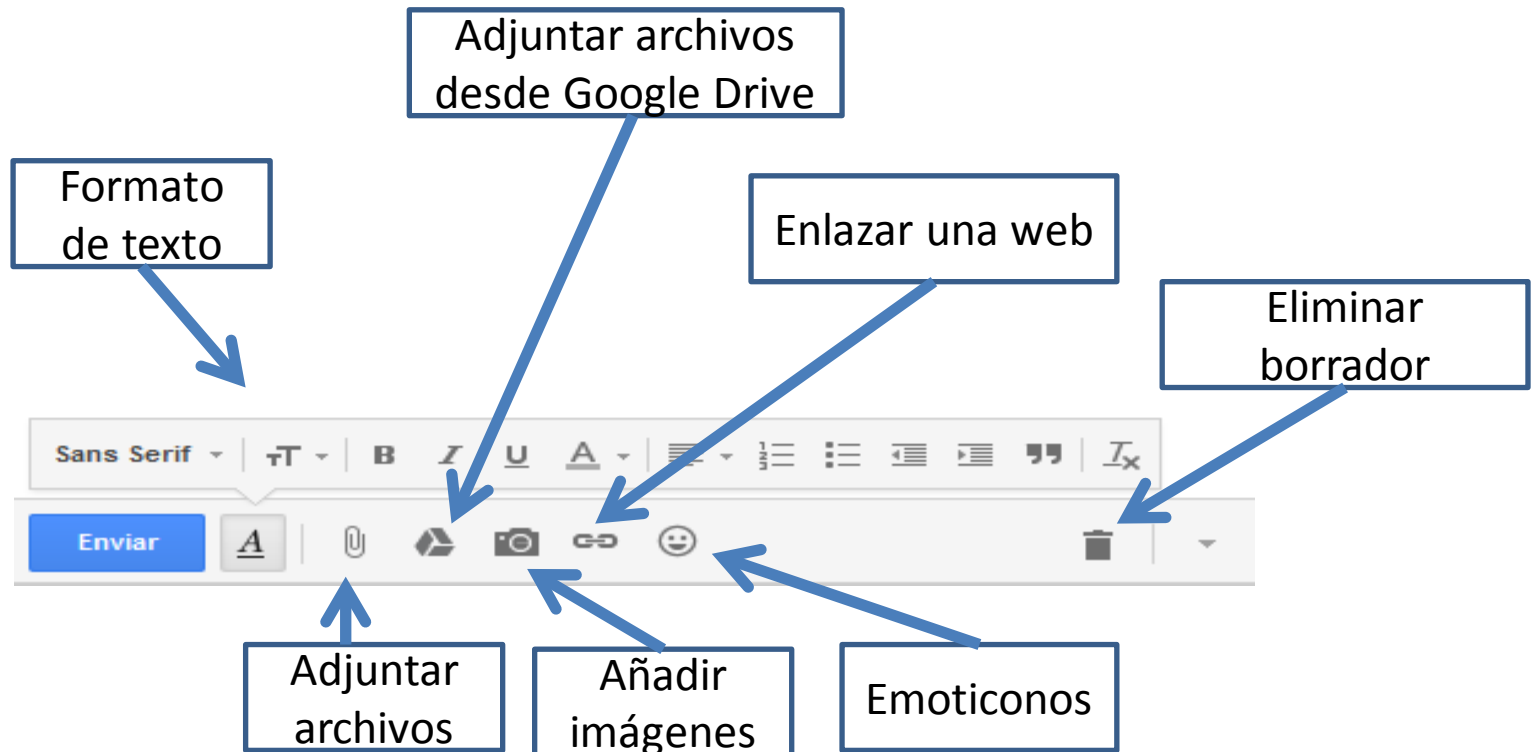 Adjuntar archivos
desde Google Drive
Formato
de texto
Enlazar una web
Eliminar
borrador
Sans Serif
Enviar
Adjuntar
archivos
Añadir
imágenes
Emoticonos